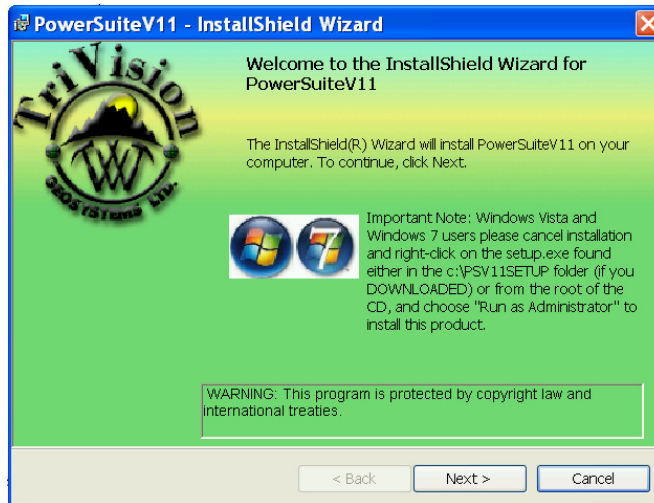 PowerSuiteV11 - InstallShield Wizard
TriVision
GEOSYSTEMS LTD.
Welcome to the InstallShield Wizard for
PowerSuiteV11
The InstallShield(R) Wizard will install PowerSuiteV11 on your
computer. To continue, click Next.
7
Important Note: Windows Vista and
Windows 7 users please cancel installation
and right-click on the setup.exe found
either in the c:\PSV11SETUP folder (if you
DOWNLOADED) or from the root of the
CD, and choose "Run as Administrator" to
install this product.
WARNING: This program is protected by copyright law and
international treaties.
< Back
Next >
Cancel